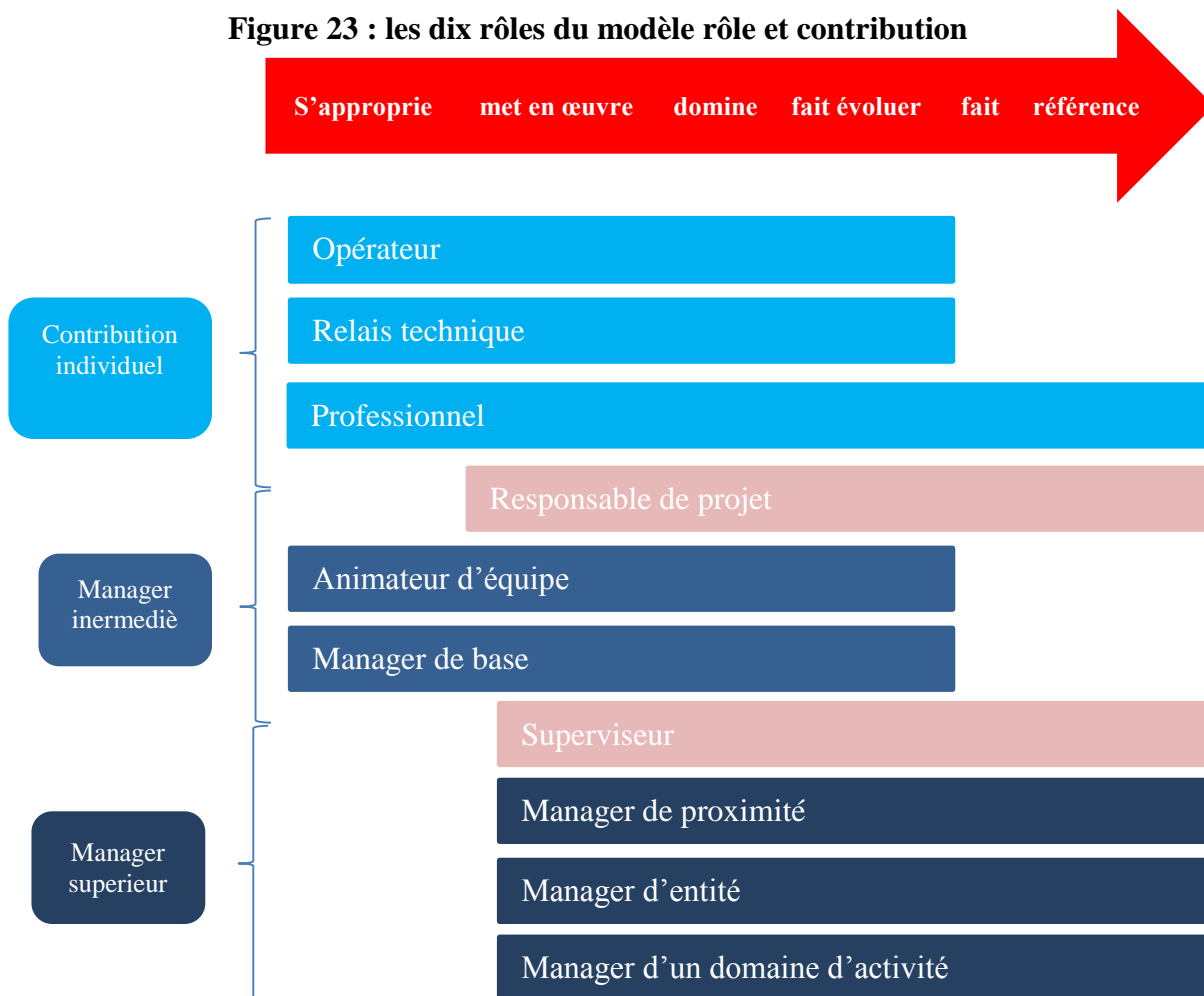 Figure 23 : les dix rôles du modèle rôle et contribution
S’approprie met en œuvre domine fait évoluer fait référence
Opérateur
Contribution
individuel
Relais technique
Professionnel
Responsable de projet
Manager
inermediè
Animateur d’équipe
Manager de base
Superviseur
Manager
superieur
Manager de proximité
Manager d’entité
Manager d’un domaine d’activité